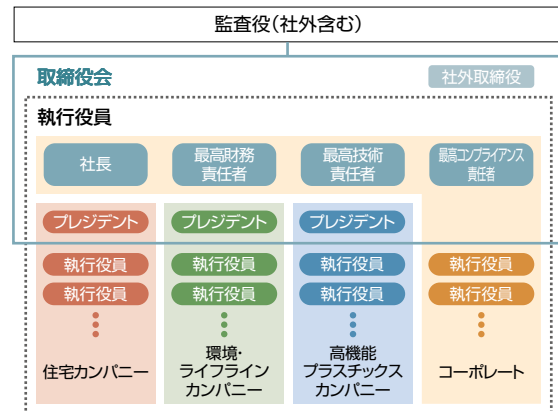 監査役（社外含む）
取締役会
社外取締役
執行役員
社長
最高財務
責任者
最高技術
責任者
最高コンプライアンス
責任者
プレジデント
プレジデント
プレジデント
執行役員
執行役員
執行役員
執行役員
執行役員
執行役員
執行役員
執行役員
住宅カンパニー
環境・
ライフライン
カンパニー
高機能
プラスチックス
カンパニー
コーポレート